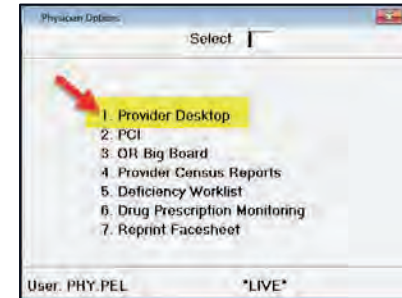 Physician Options
Select
1. Provider Desktop
2. PCI
3. OR Big Board
4. Provider Census Reports
5. Deficiency Worklist
6. Drug Prescription Monitoring
7. Reprint Facesheet
User: PHY.PEL *LIVE*